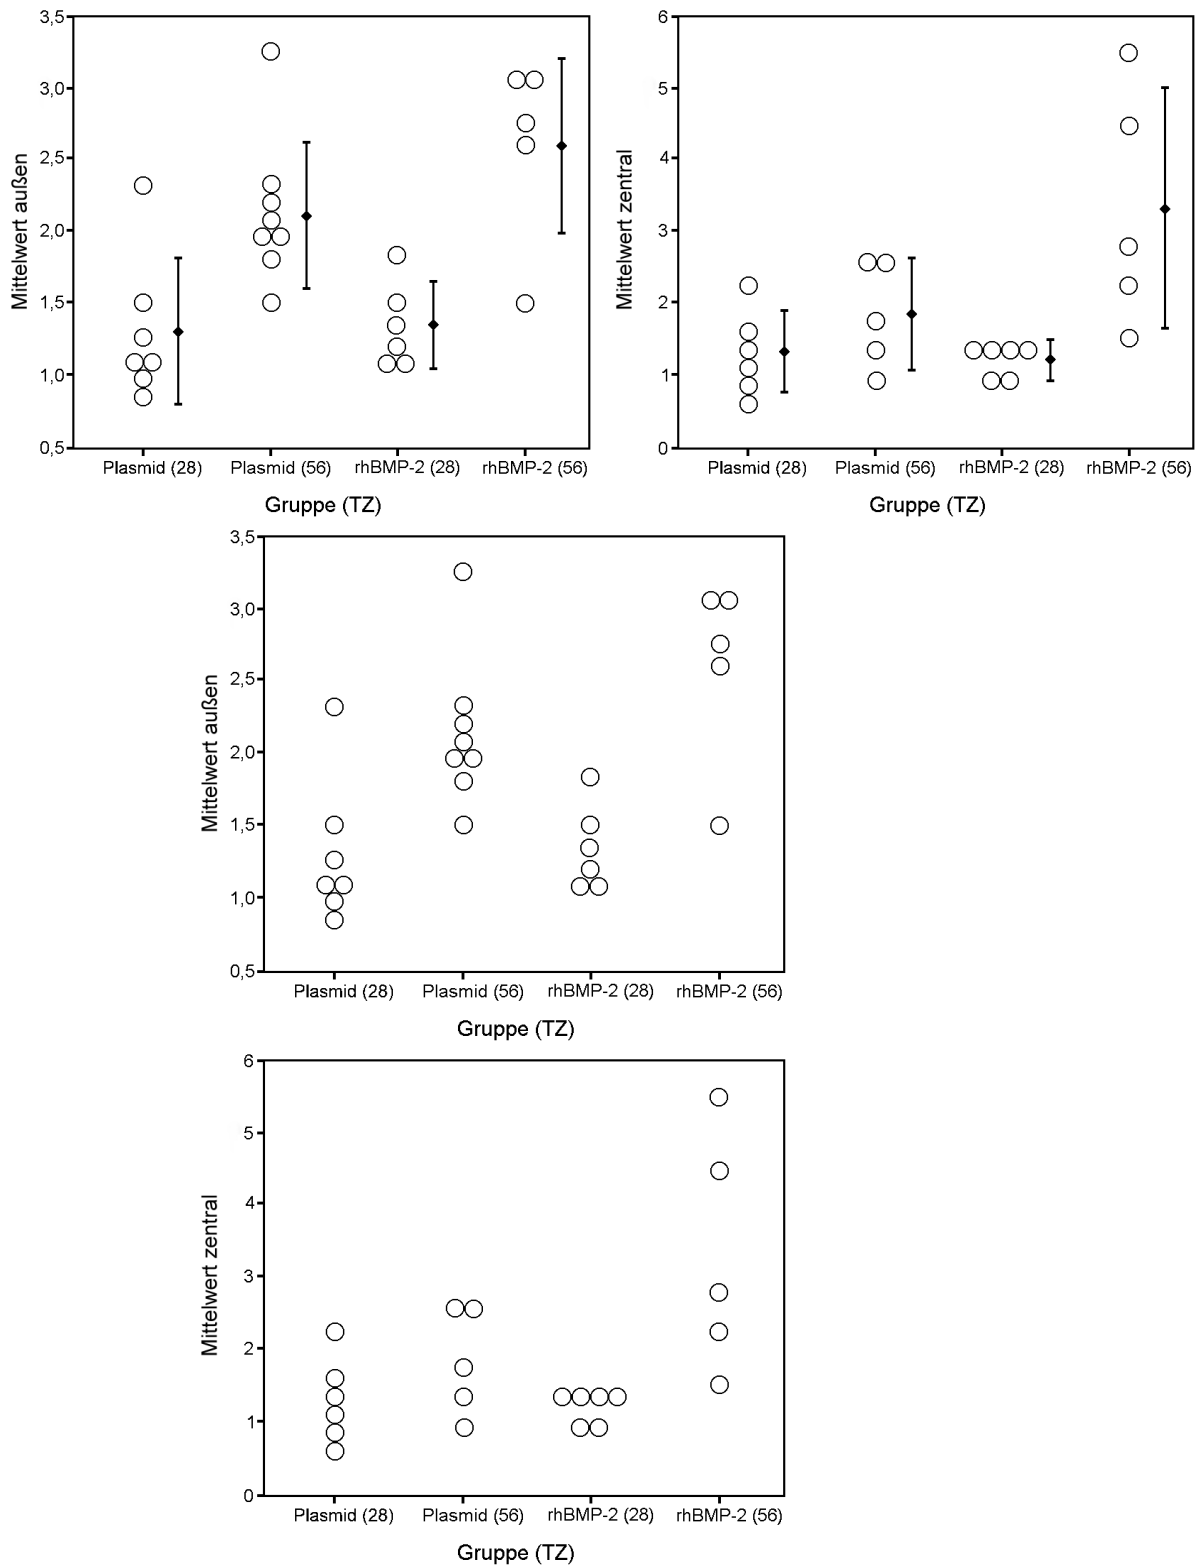 3,5
3,0
2,5
2,0
1,5
1,0
0,5
Mittelwert außen
Plasmid (28) Plasmid (56) rhBMP-2 (28) rhBMP-2 (56)
Gruppe (TZ)
6
5
4
3
2
1
0
Mittelwert zentral
Plasmid (28) Plasmid (56) rhBMP-2 (28) rhBMP-2 (56)
Gruppe (TZ)
3,5
3,0
2,5
2,0
1,5
1,0
0,5
Mittelwert außen
Plasmid (28) Plasmid (56) rhBMP-2 (28) rhBMP-2 (56)
Gruppe (TZ)
6
5
4
3
2
1
0
Mittelwert zentral
Plasmid (28) Plasmid (56) rhBMP-2 (28) rhBMP-2 (56)
Gruppe (TZ)